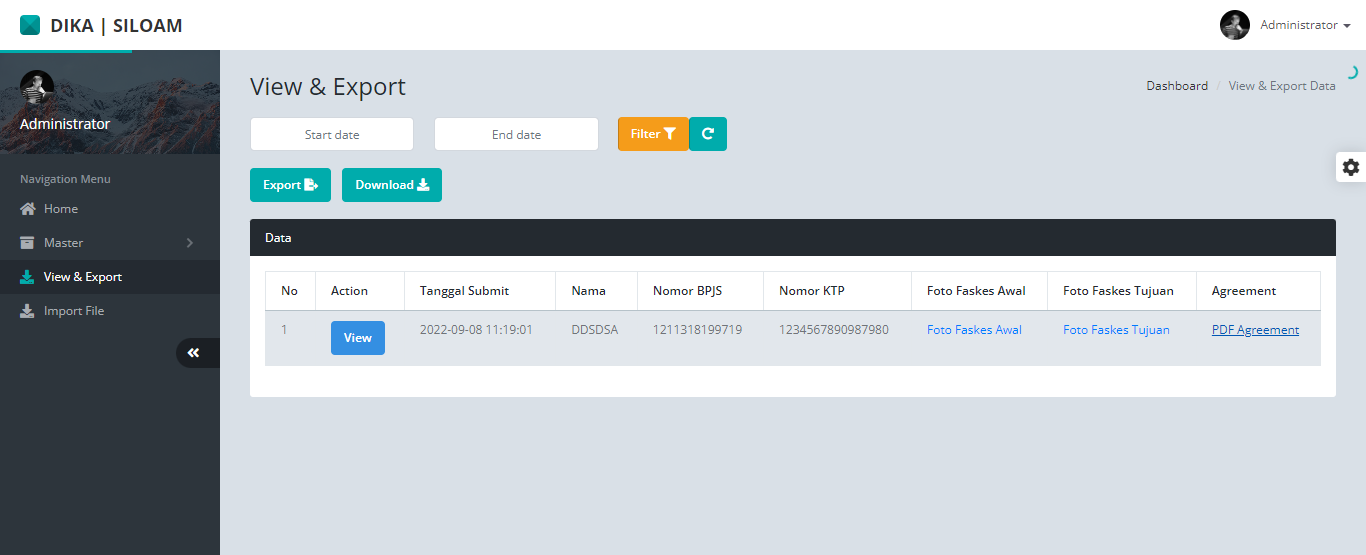 DIKA | SILOAM
Administrator
Administrator
Navigation Menu
Home
Master
View & Export
Import File
View & Export
Dashboard / View & Export Data
Start date End date Filter
Export Download
Data
No Action Tanggal Submit Nama Nomor BPJS Nomor KTP Foto Faskes Awal Foto Faskes Tujuan Agreement
1 View 2022-09-08 11:19:01 DDSDSA 1211318199719 1234567890987980 Foto Faskes Awal Foto Faskes Tujuan PDF Agreement